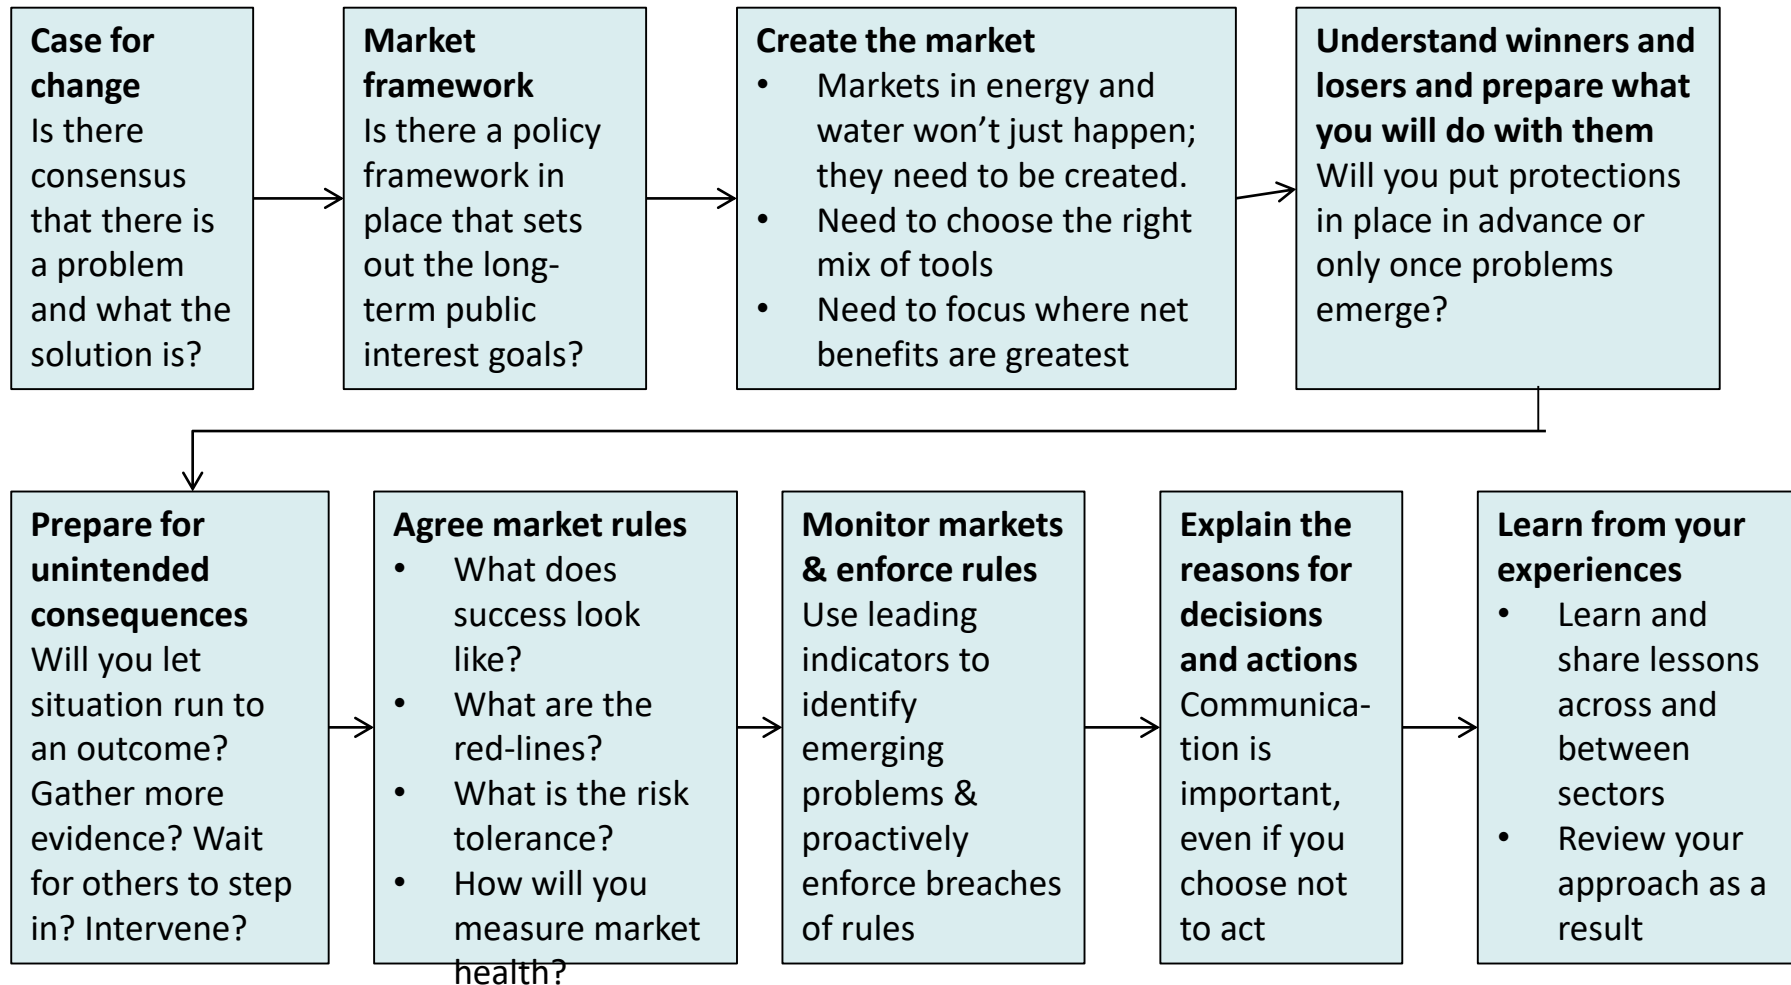 Case for
change
Is there
consensus
that there is
a problem
and what the
solution is?
Market
framework
Is there a policy
framework in
place that sets
out the long-
term public
interest goals?
Create the market
• Markets in energy and
water won’t just happen;
they need to be created.
• Need to choose the right
mix of tools
• Need to focus where net
benefits are greatest
Understand winners and
losers and prepare what
you will do with them
Will you put protections
in place in advance or
only once problems
emerge?
Prepare for
unintended
consequences
Will you let
situation run to
an outcome?
Gather more
evidence? Wait
for others to step
in? Intervene?
Agree market rules
• What does
success look
like?
• What are the
red-lines?
• What is the risk
tolerance?
• How will you
measure market
health?
Monitor markets
& enforce rules
Use leading
indicators to
identify
emerging
problems &
proactively
enforce breaches
of rules
Explain the
reasons for
decisions
and actions
Communica-
tion is
important,
even if you
choose not
to act
Learn from your
experiences
• Learn and
share lessons
across and
between
sectors
• Review your
approach as a
result